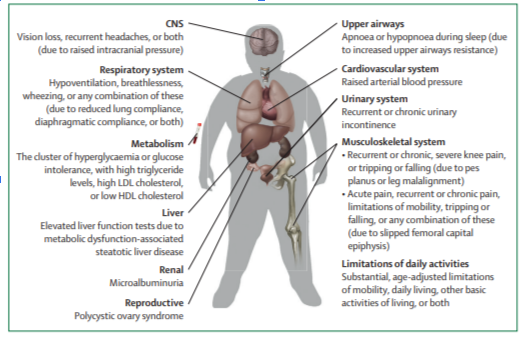 CNS
Vision loss, recurrent headaches, or both
(due to raised intracranial pressure)
Respiratory system
Hypoventilation, breathlessness,
wheezing, or any combination of these
(due to reduced lung compliance,
diaphragmatic compliance, or both)
Metabolism
The cluster of hyperglycaemia or glucose
intolerance, with high triglyceride
levels, high LDL cholesterol,
or low HDL cholesterol
Liver
Elevated liver function tests due to
metabolic dysfunction-associated
steatotic liver disease
Renal
Microalbuminuria
Reproductive
Polycystic ovary syndrome
Upper airways
Apnoea or hypopnoea during sleep (due
to increased upper airways resistance)
Cardiovascular system
Raised arterial blood pressure
Urinary system
Recurrent or chronic urinary
incontinence
Musculoskeletal system
• Recurrent or chronic, severe knee pain,
or tripping or falling (due to pes
planus or leg malalignment)
• Acute pain, recurrent or chronic pain,
limitations of mobility, tripping or
falling, or any combination of these
(due to slipped femoral capital
epiphysis)
Limitations of daily activities
Substantial, age-adjusted limitations
of mobility, daily living, other basic
activities of living, or both